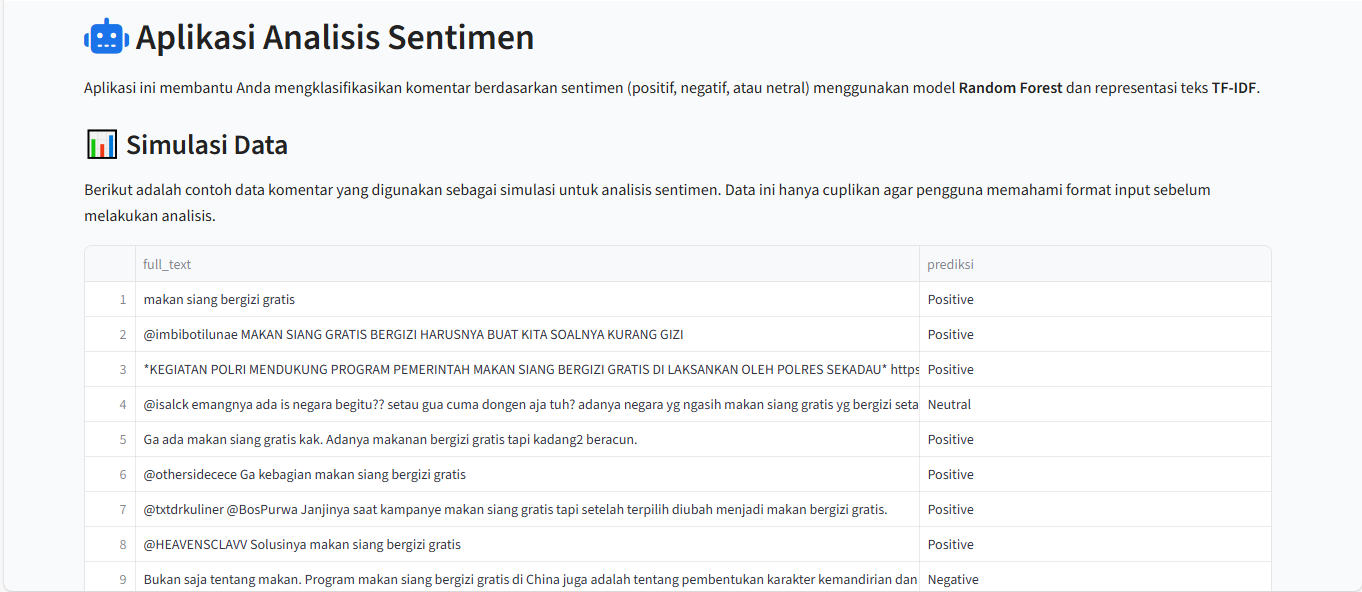 Aplikasi Analisis Sentimen
Aplikasi ini membantu Anda mengklasifikasikan komentar berdasarkan sentimen (positif, negatif, atau netral) menggunakan model Random Forest dan representasi teks TF-IDF.
Simulasi Data
Berikut adalah contoh data komentar yang digunakan sebagai simulasi untuk analisis sentimen. Data ini hanya cuplikan agar pengguna memahami format input sebelum
melakukan analisis.
full_text prediksi
1 makan siang bergizi gratis Positive
2 @imbibotilunae MAKAN SIANG GRATIS BERGIZI HARUSNYA BUAT KITA SOALNYA KURANG GIZI Positive
3 *KEGIATAN POLRI MENDUKUNG PROGRAM PEMERINTAH MAKAN SIANG BERGIZI GRATIS DI LAKSANKAN OLEH POLRES SEKADAU* https Positive
4 @isalck emangnya ada is negara begitu?? setau gua cuma dongen aja tuh? adanya negara yg ngasih makan siang gratis yg bergizi seta Neutral
5 Ga ada makan siang gratis kak. Adanya makanan bergizi gratis tapi kadang2 beracun. Positive
6 @othersidecece Ga kebagian makan siang bergizi gratis Positive
7 @txtdrkuliner @BosPurwa Janjinya saat kampanye makan siang gratis tapi setelah terpilih diubah menjadi makan bergizi gratis. Positive
8 @HEAVENSCLAVV Solusinya makan siang bergizi gratis Positive
9 Bukan saja tentang makan. Program makan siang bergizi gratis di China juga adalah tentang pembentukan karakter kemandirian dan Negative